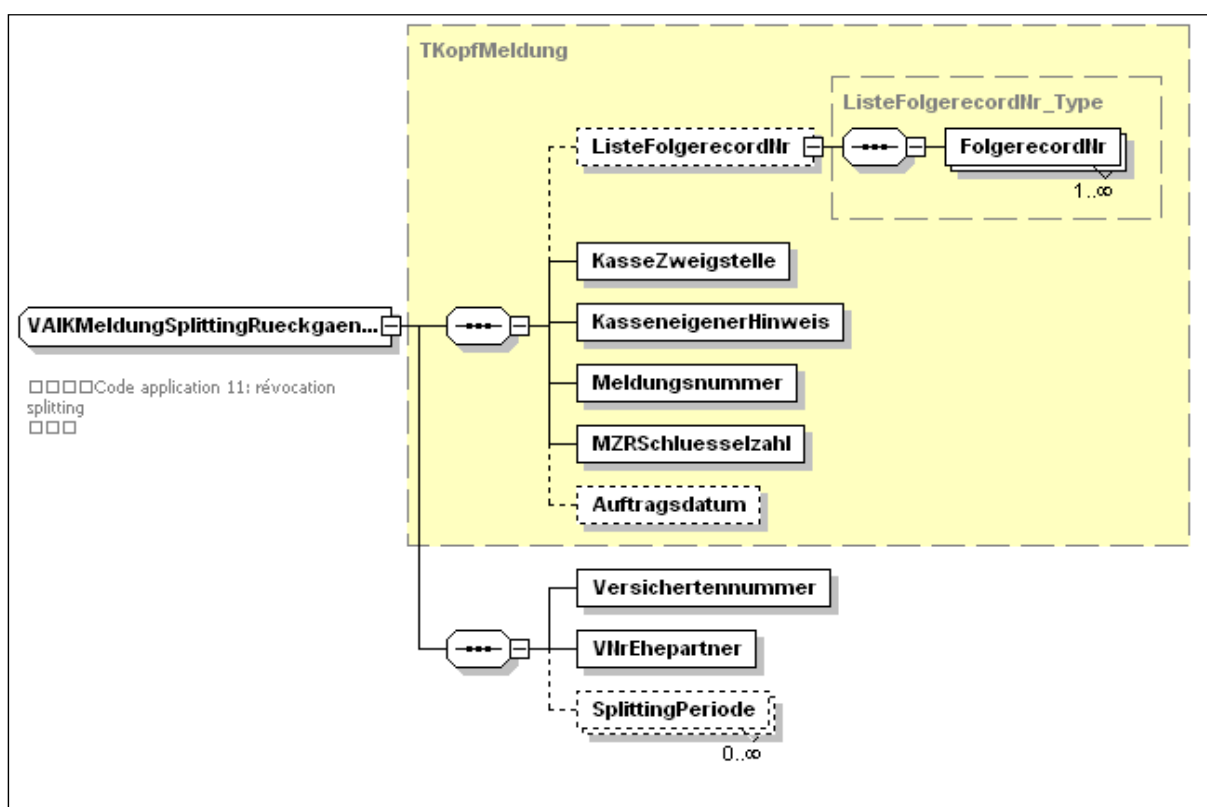 TKopfMeldung
ListeFolgerecordNr_Type
ListeFolgerecordNr
FolgerecordNr
1..∞
KasseZweigstelle
KasseneigenerHinweis
VAIKMeldungSplittingRueckgaen...
Meldungsnummer
□□□□Code application 11: révocation
splitting
□□□
MZRSchluesselzahl
Auftragsdatum
Versichertennummer
VNrEhepartner
SplittingPeriode
0..∞